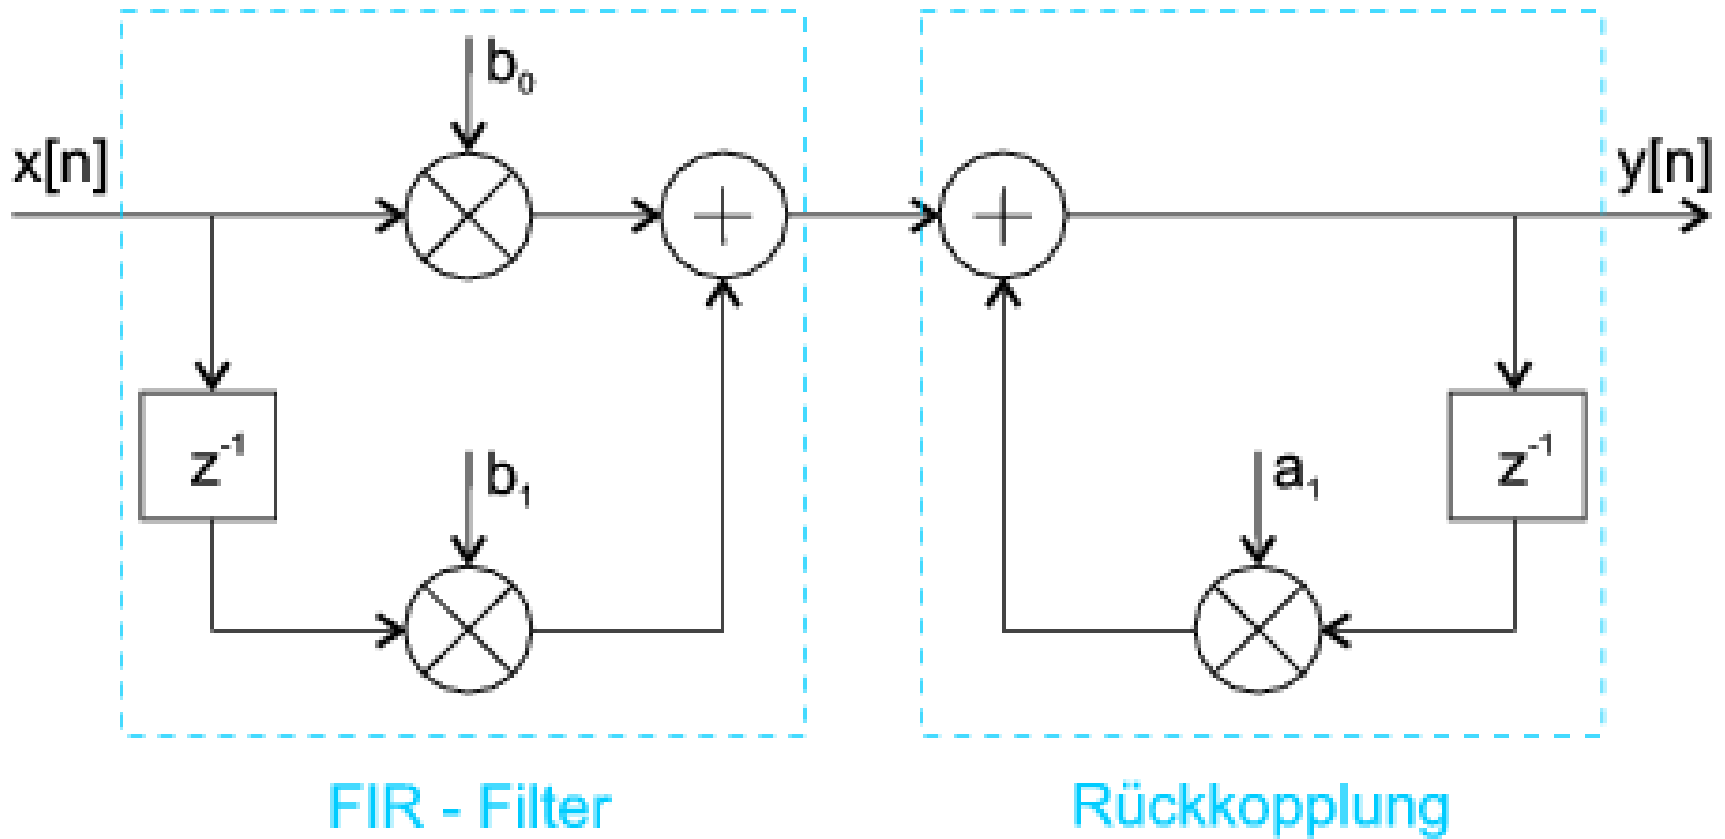 b₀
x[n]
y[n]
z⁻¹
b₁
a₁
z⁻¹
FIR - Filter
Rückkopplung